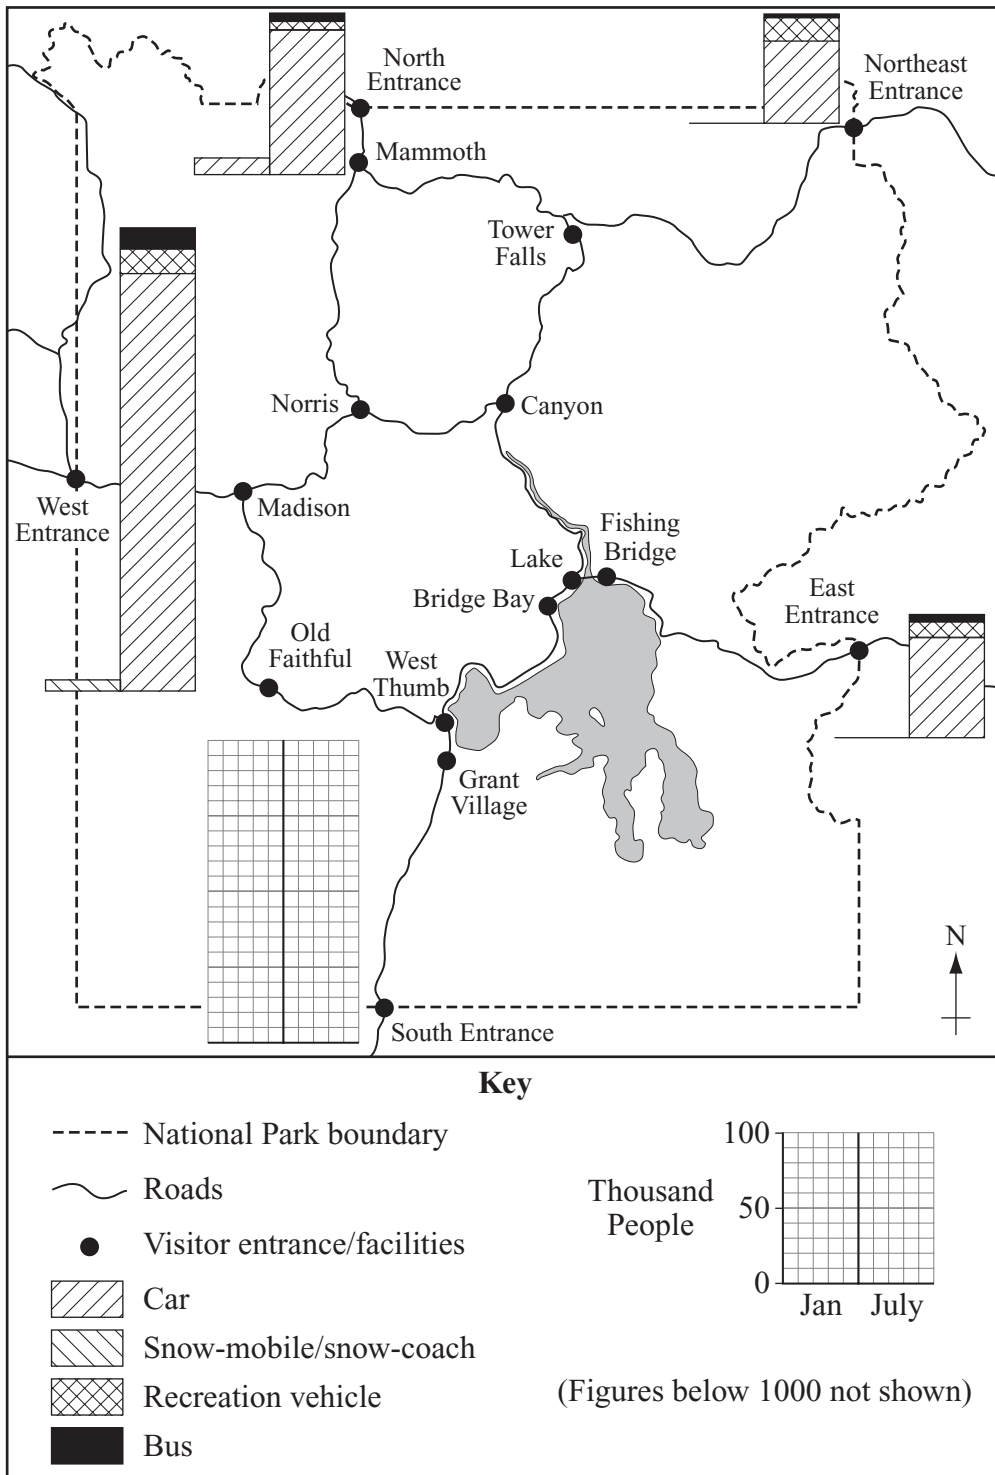 North
Entrance
Northeast
Entrance
Mammoth
Tower
Falls
Norris
Canyon
West
Entrance
Madison
Fishing
Bridge
Lake
Bridge Bay
East
Entrance
Old
Faithful
West
Thumb
Grant
Village
N
South Entrance
Key
National Park boundary
Roads
Visitor entrance/facilities
Car
Snow-mobile/snow-coach
Recreation vehicle
Bus
Thousand
People
100
50
0
Jan July
(Figures below 1000 not shown)